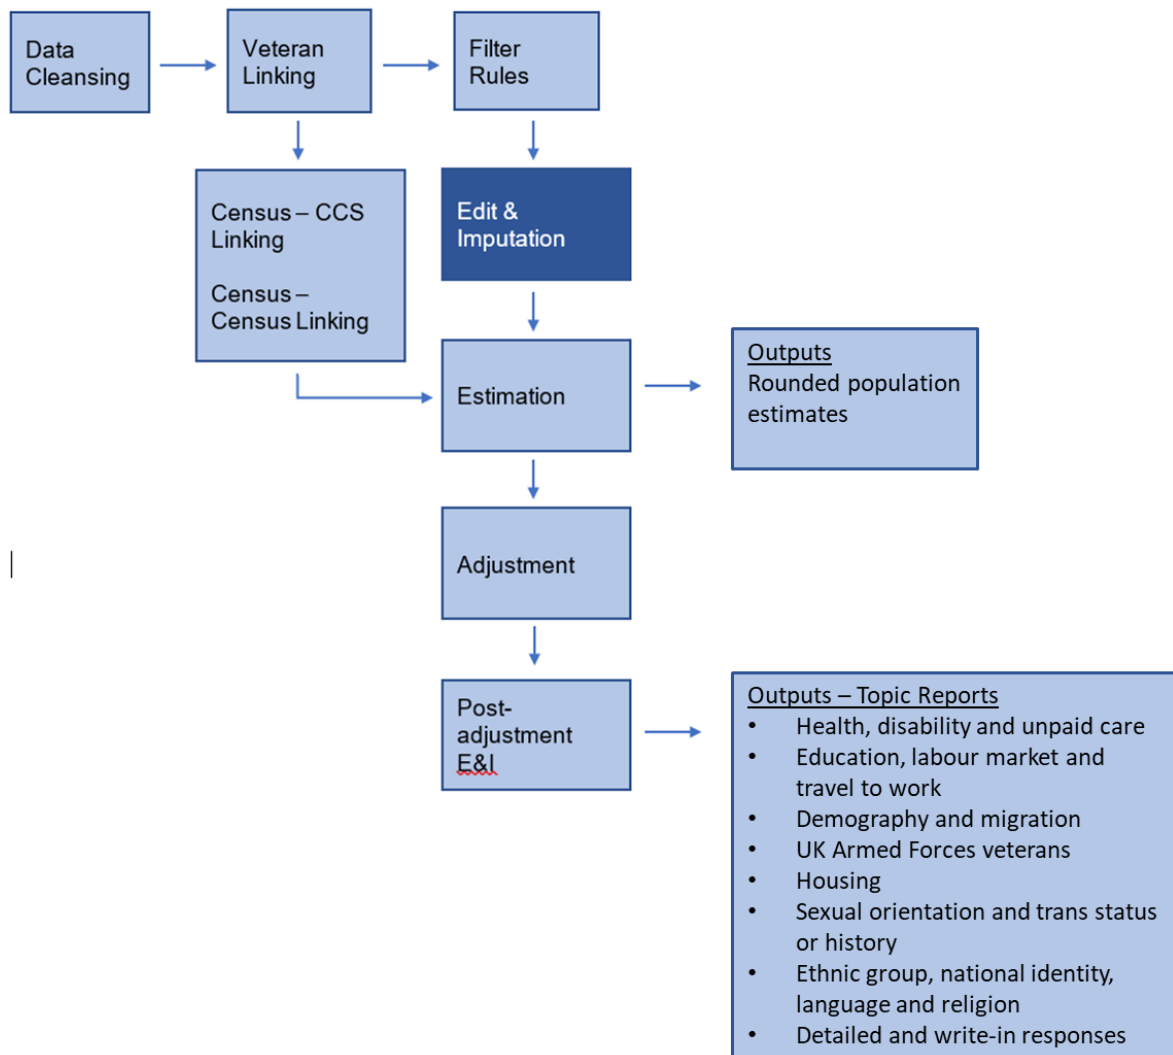 Data
Cleansing
Veteran
Linking
Filter
Rules
Census – CCS
Linking
Census –
Census Linking
Edit &
Imputation
Estimation
Outputs
Rounded population
estimates
Adjustment
Post-
adjustment
E&I
Outputs – Topic Reports
• Health, disability and unpaid care
• Education, labour market and
travel to work
• Demography and migration
• UK Armed Forces veterans
• Housing
• Sexual orientation and trans status
or history
• Ethnic group, national identity,
language and religion
• Detailed and write-in responses